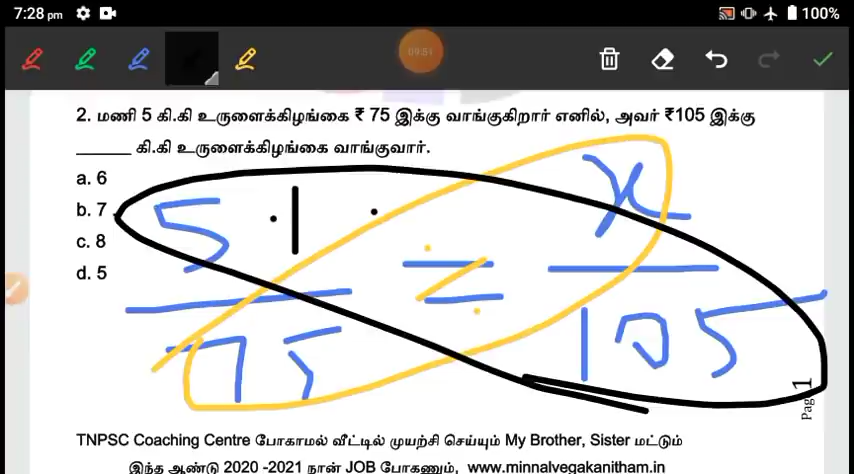 7:28 pm
100%
09:51
2. மணி 5 கி.கி உருளைக்கிழங்கை ₹ 75 இக்கு வாங்குகிறார் எனில், அவர் ₹105 இக்கு
______ கி.கி உருளைக்கிழங்கை வாங்குவார்.
a. 6
b. 7
c. 8
d. 5
5 = x
75 105
Page 1
TNPSC Coaching Centre போகாமல் வீட்டில் முயற்சி செய்யும் My Brother, Sister மட்டும்
இந்த ஆண்டு 2020 -2021 நான் JOB போகணும், www.minnalvegakanitham.in